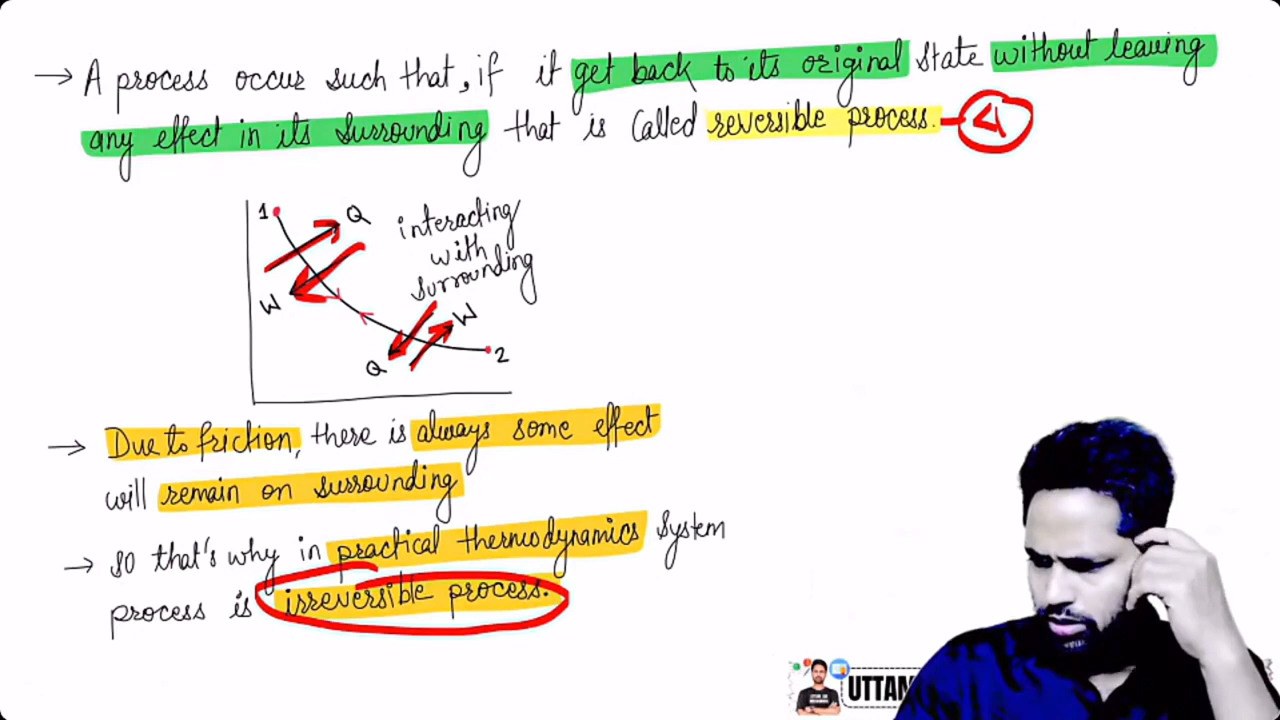 → A process occur such that, if it get back to its original state without leaving
any effect in its surrounding that is called reversible process.
1
Q
interacting
with
surrounding
W
W
Q
2
→ Due to friction, there is always some effect
will remain on surrounding
→ so that's why in practical thermodynamics system
process is irreversible process.
UTTAM